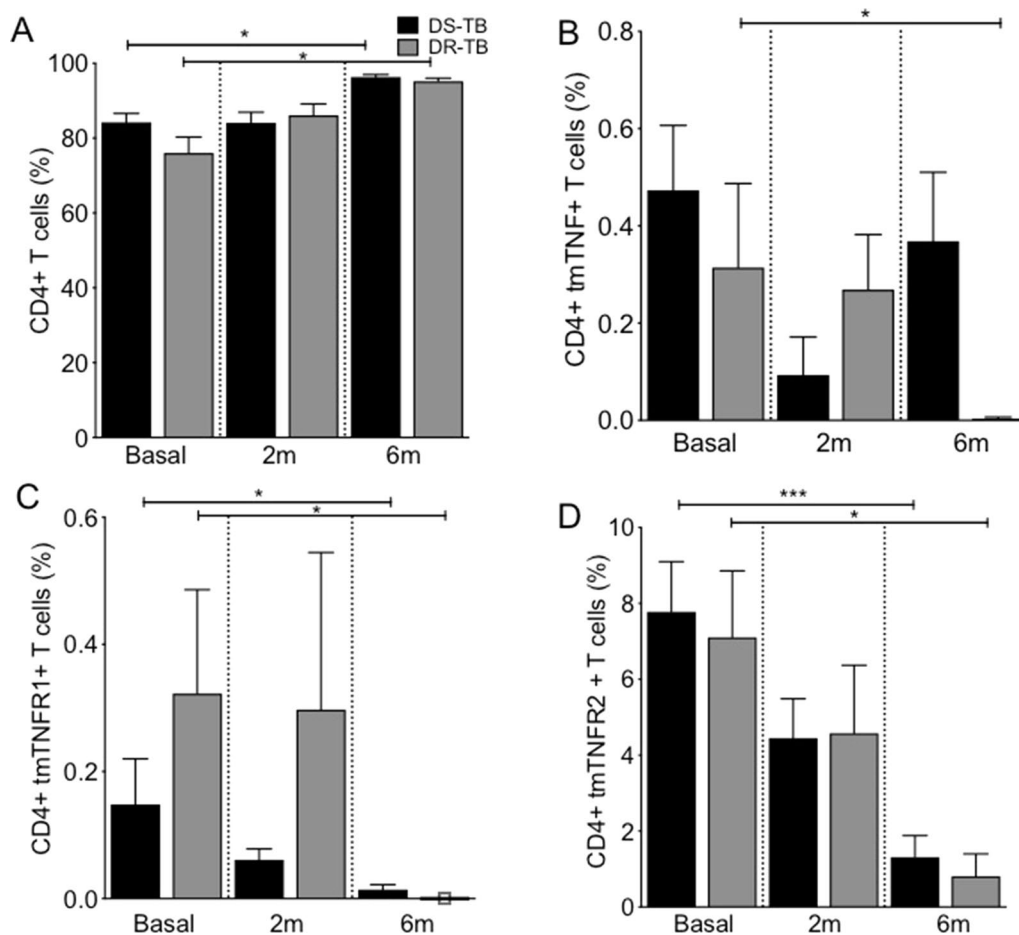 A
DS-TB
DR-TB
*
*
CD4+ T cells (%)
100
80
60
40
20
0
Basal 2m 6m
B
*
CD4+ tmTNF+ T cells (%)
0.8
0.6
0.4
0.2
0.0
Basal 2m 6m
C
*
*
CD4+ tmTNFR1+ T cells (%)
0.6
0.4
0.2
0.0
Basal 2m 6m
D
***
*
CD4+ tmTNFR2 + T cells (%)
10
8
6
4
2
0
Basal 2m 6m